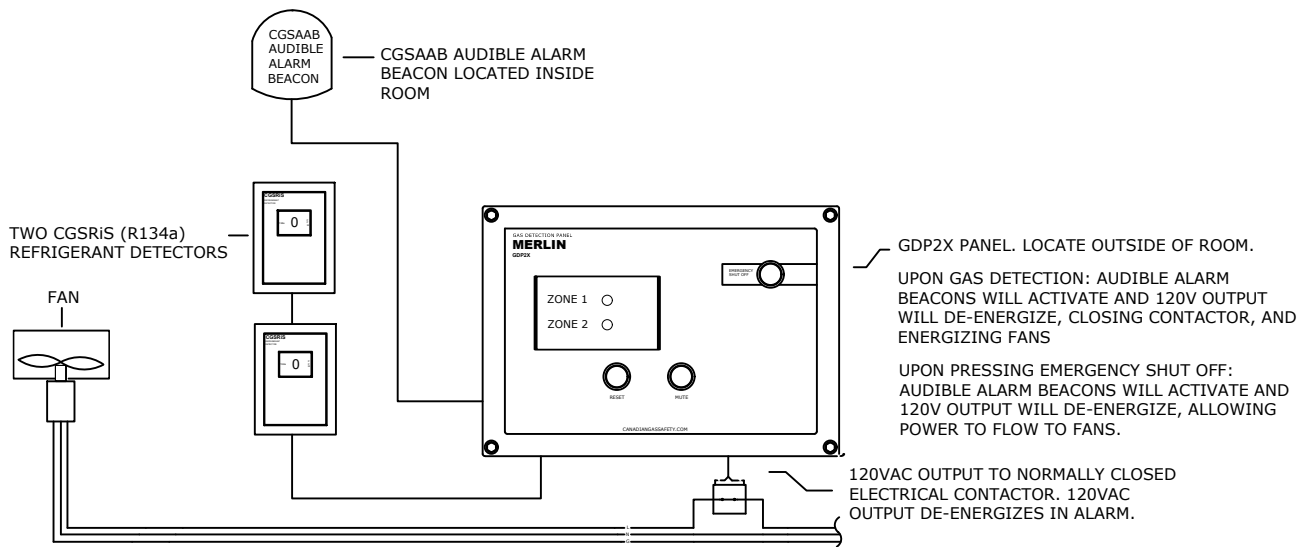 CGSAAB
AUDIBLE
ALARM
BEACON
CGSAAB AUDIBLE ALARM
BEACON LOCATED INSIDE
ROOM
TWO CGSRiS (R134a)
REFRIGERANT DETECTORS
CGSRiS
0
CGSRiS
0
FAN
GAS DETECTION PANEL
MERLIN
GDP2X
EMERGENCY
SHUT OFF
ZONE 1
ZONE 2
RESET
MUTE
CANADIANGASSAFETY.COM
GDP2X PANEL. LOCATE OUTSIDE OF ROOM.
UPON GAS DETECTION: AUDIBLE ALARM
BEACONS WILL ACTIVATE AND 120V OUTPUT
WILL DE-ENERGIZE, CLOSING CONTACTOR, AND
ENERGIZING FANS
UPON PRESSING EMERGENCY SHUT OFF:
AUDIBLE ALARM BEACONS WILL ACTIVATE AND
120V OUTPUT WILL DE-ENERGIZE, ALLOWING
POWER TO FLOW TO FANS.
120VAC OUTPUT TO NORMALLY CLOSED
ELECTRICAL CONTACTOR. 120VAC
OUTPUT DE-ENERGIZES IN ALARM.
L
N
G